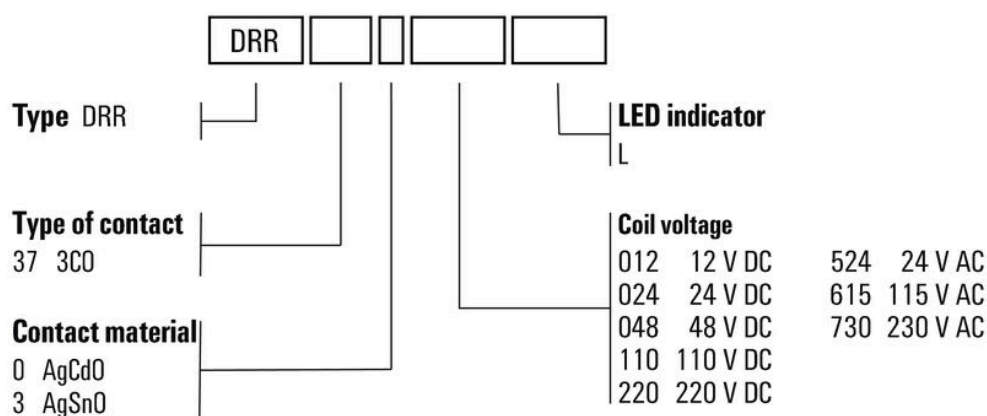 DRR
Type DRR
LED indicator
L
Type of contact
37 3CO
Coil voltage
012 12 V DC 524 24 V AC
024 24 V DC 615 115 V AC
048 48 V DC 730 230 V AC
110 110 V DC
220 220 V DC
Contact material
0 AgCdO
3 AgSnO